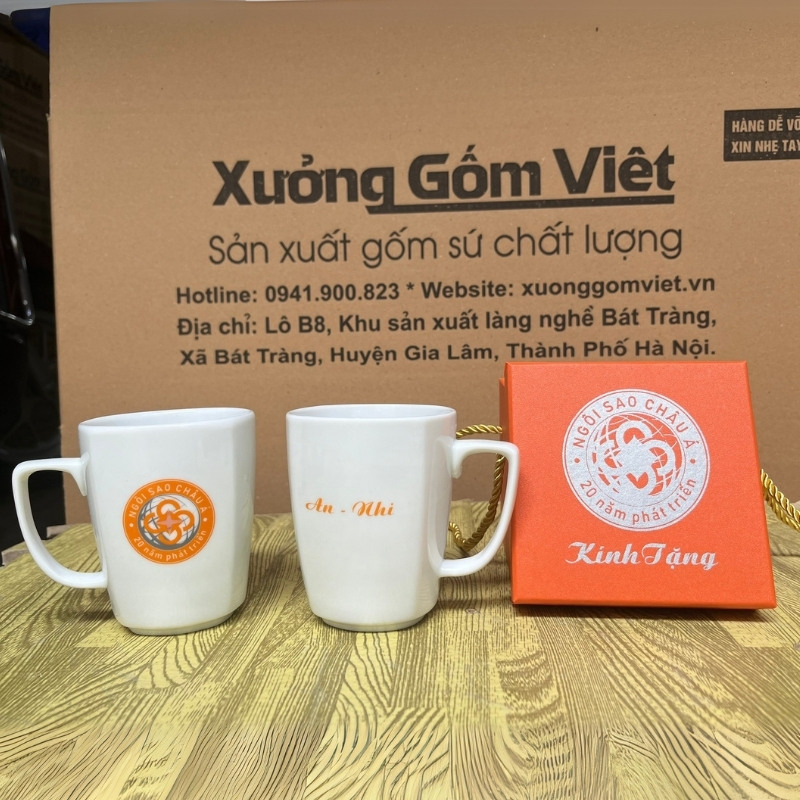 HÀNG DỄ VỠ
XIN NHẸ TAY
Xưởng Gốm Việt
Sản xuất gốm sứ chất lượng
Hotline: 0941.900.823 * Website: xuonggomviet.vn
Địa chỉ: Lô B8, Khu sản xuất làng nghề Bát Tràng,
Xã Bát Tràng, Huyện Gia Lâm, Thành Phố Hà Nội.
NGÔI SAO CHÂU Á
20 năm phát triển
An - Nhi
NGÔI SAO CHÂU Á
20 năm phát triển
Kính Tặng